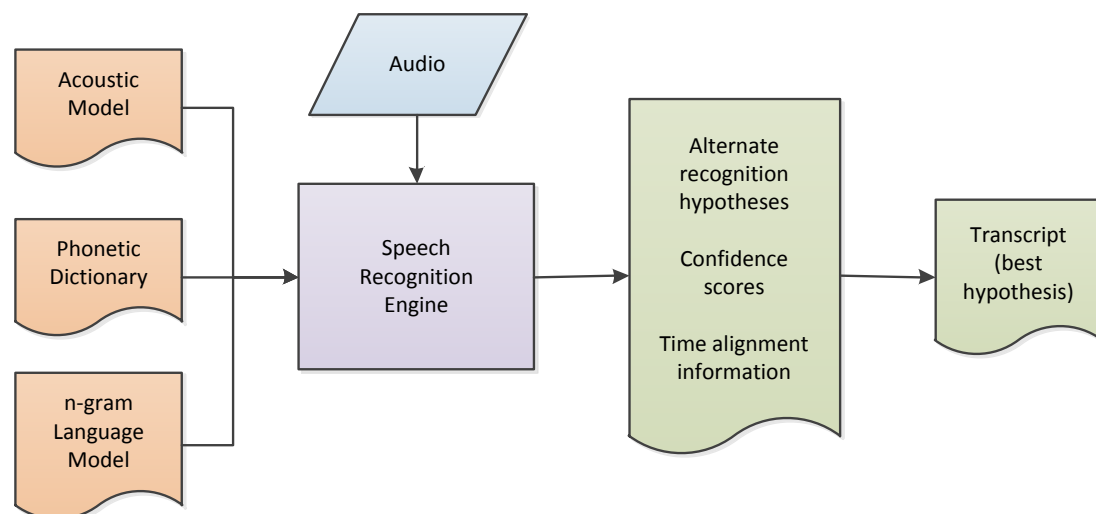 Acoustic
Model
Phonetic
Dictionary
n-gram
Language
Model
Audio
Speech
Recognition
Engine
Alternate
recognition
hypotheses
Confidence
scores
Time alignment
information
Transcript
(best
hypothesis)